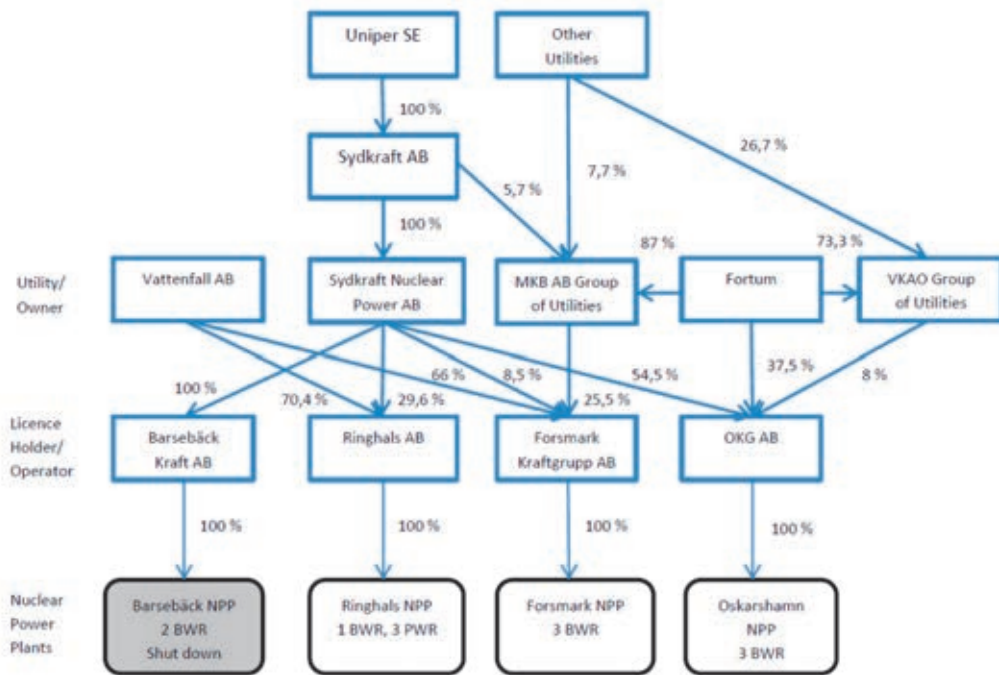 Uniper SE
Other
Utilities
100 %
Sydkraft AB
26,7 %
5,7 %
7,7 %
100 %
87 %
73,3 %
Utility/
Owner
Vattenfall AB
Sydkraft Nuclear
Power AB
MKB AB Group
of Utilities
Fortum
VKAO Group
of Utilities
100 %
70,4 %
29,6 %
66 %
8,5 %
25,5 %
54,5 %
37,5 %
8 %
Licence
Holder/
Operator
Barsebäck
Kraft AB
Ringhals AB
Forsmark
Kraftgrupp AB
OKG AB
100 %
100 %
100 %
100 %
Nuclear
Power
Plants
Barsebäck NPP
2 BWR
Shut down
Ringhals NPP
1 BWR, 3 PWR
Forsmark NPP
3 BWR
Oskarshamn
NPP
3 BWR